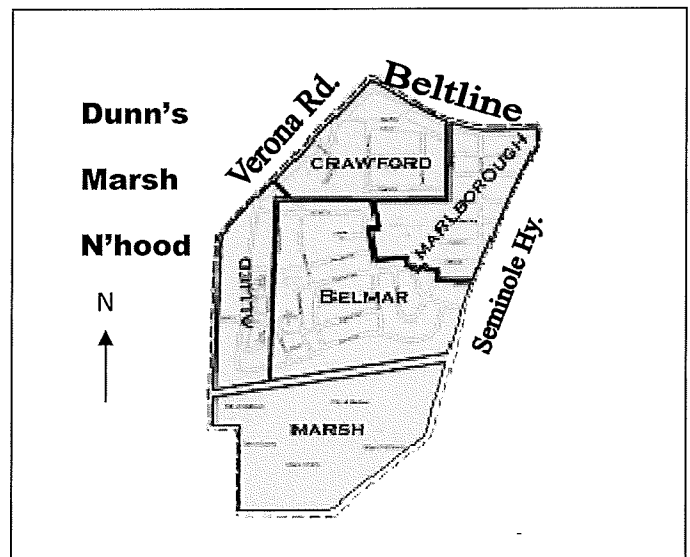 Dunn's
Marsh
N'hood
N
Verona Rd.
Beltline
CRAWFORD
MARLBOROUGH
ALLIED
BELMAR
Seminole Hy.
MARSH